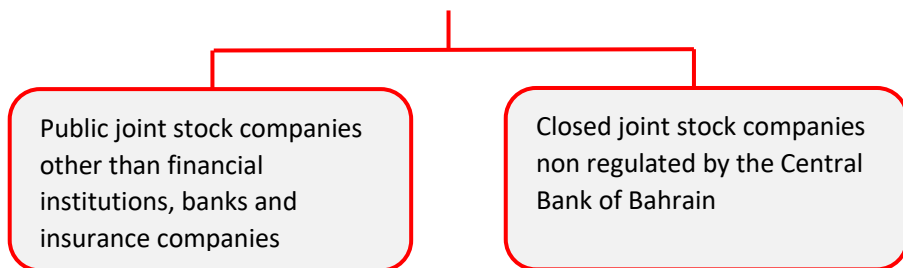 Public joint stock companies
other than financial
institutions, banks and
insurance companies
Closed joint stock companies
non regulated by the Central
Bank of Bahrain